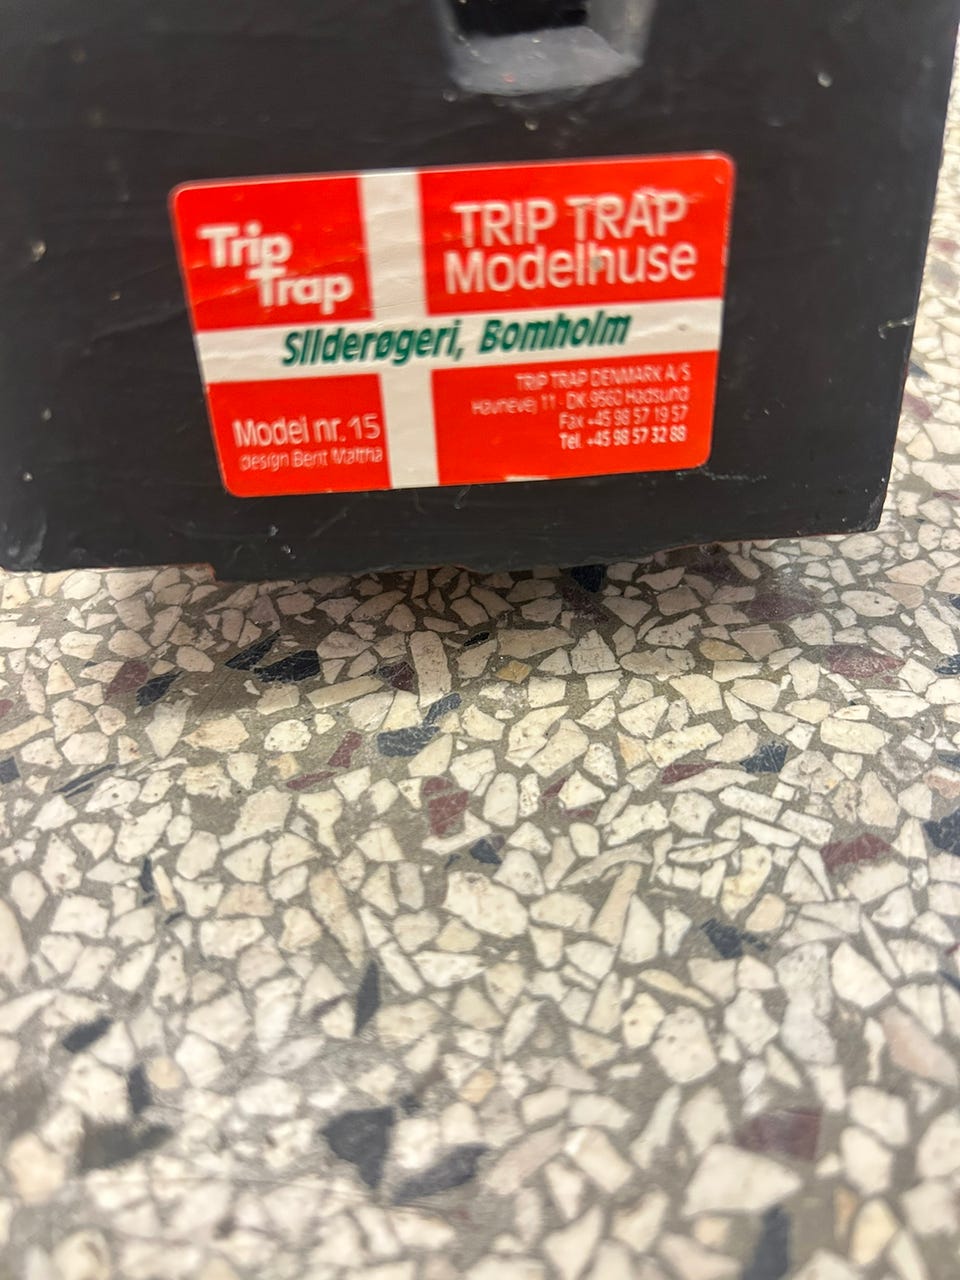 Trip
Trap
TRIP TRAP
Modelhuse
Silderøgeri, Bornholm
Model nr. 15
design Bent Maltha
TRIP TRAP DENMARK A/S
Havnevej 11 · DK 9560 Hadsund
Fax +45 98 57 19 57
Tel. +45 98 57 32 88